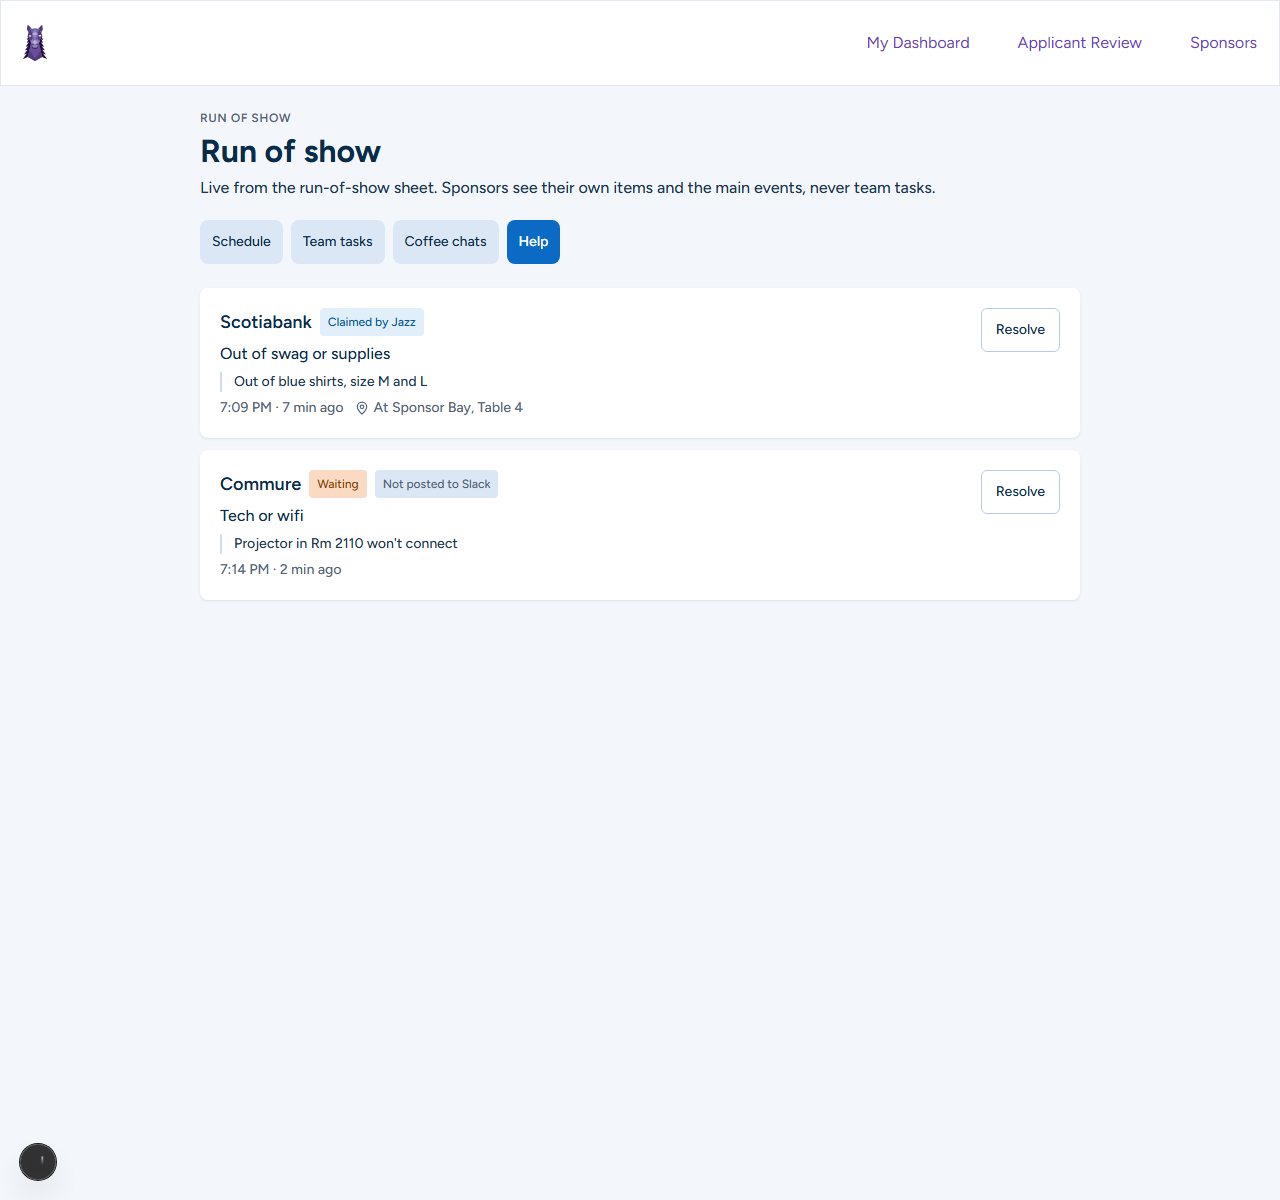 My Dashboard Applicant Review Sponsors
RUN OF SHOW
Run of show
Live from the run-of-show sheet. Sponsors see their own items and the main events, never team tasks.
Schedule Team tasks Coffee chats Help
Scotiabank Claimed by Jazz Resolve
Out of swag or supplies
Out of blue shirts, size M and L
7:09 PM · 7 min ago At Sponsor Bay, Table 4
Commure Waiting Not posted to Slack Resolve
Tech or wifi
Projector in Rm 2110 won't connect
7:14 PM · 2 min ago